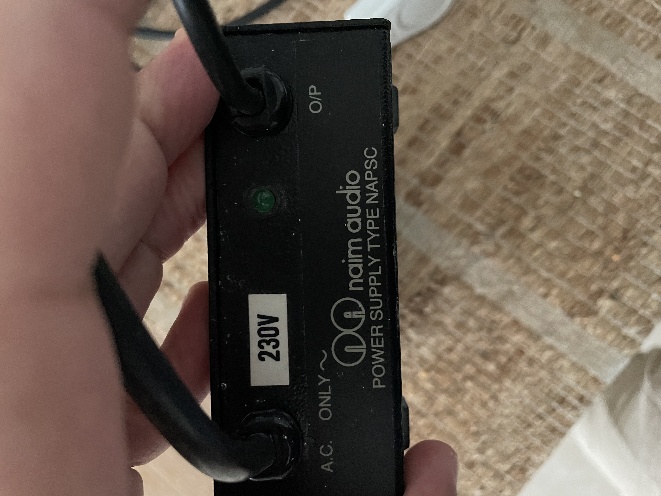 O/P
naim audio
POWER SUPPLY TYPE NAPSC
230V
A.C. ONLY ~